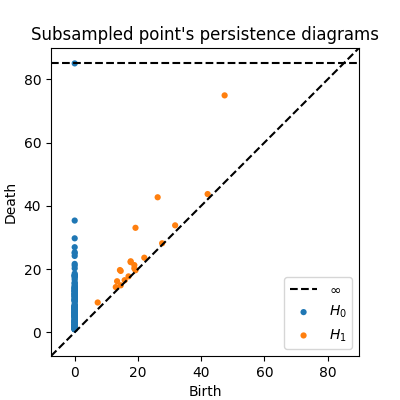 Subsampled point's persistence diagrams
Death
80
60
40
20
0
0 20 40 60 80
Birth
∞
H0
H1